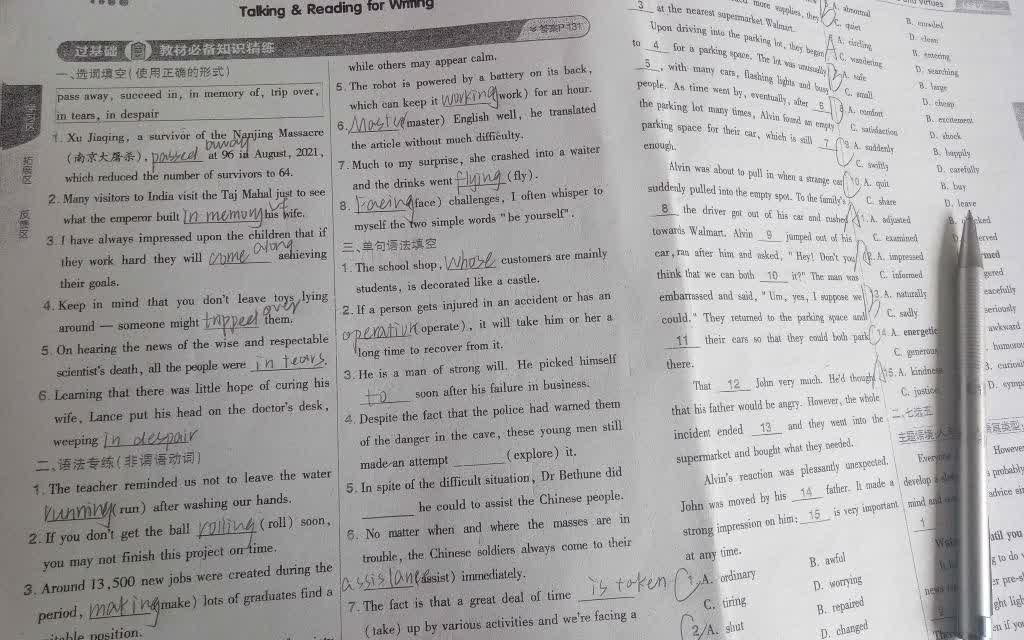 Talking & Reading for Writing
过基础 教材必备知识精练 答案P131
一、选词填空(使用正确的形式)
pass away, succeed in, in memory of, trip over,
in tears, in despair
1. Xu Jiaqing, a survivor of the Nanjing Massacre
(南京大屠杀), passed away at 96 in August, 2021,
which reduced the number of survivors to 64.
2. Many visitors to India visit the Taj Mahal just to see
what the emperor built in memory of his wife.
3. I have always impressed upon the children that if
they work hard they will come along achieving
their goals.
4. Keep in mind that you don't leave toys lying
around — someone might tripped over them.
5. On hearing the news of the wise and respectable
scientist's death, all the people were in tears.
6. Learning that there was little hope of curing his
wife, Lance put his head on the doctor's desk,
weeping in despair
二、语法专练(非谓语动词)
1. The teacher reminded us not to leave the water
running (run) after washing our hands.
2. If you don't get the ball rolling (roll) soon,
you may not finish this project on time.
3. Around 13,500 new jobs were created during the
period, making (make) lots of graduates find a
position.
while others may appear calm.
5. The robot is powered by a battery on its back,
which can keep it working (work) for an hour.
6. (master) English well, he translated
the article without much difficulty.
7. Much to my surprise, she crashed into a waiter
and the drinks went flying (fly).
8. Facing (face) challenges, I often whisper to
myself the two simple words "be yourself".
三、单句语法填空
1. The school shop, whose customers are mainly
students, is decorated like a castle.
2. If a person gets injured in an accident or has an
(operate), it will take him or her a
long time to recover from it.
3. He is a man of strong will. He picked himself
to soon after his failure in business.
4. Despite the fact that the police had warned them
of the danger in the cave, these young men still
made an attempt ______ (explore) it.
5. In spite of the difficult situation, Dr Bethune did
______ he could to assist the Chinese people.
6. No matter when and where the masses are in
trouble, the Chinese soldiers always come to their
(assist) immediately.
7. The fact is that a great deal of time is token
(take) up by various activities and we're facing a
more supplies, they
3 at the nearest supermarket Walmart.
Upon driving into the parking lot, they began
to 4 for a parking space. The lot was unusually
5, with many cars, flashing lights and busy
people. As time went by, eventually, after 6
the parking lot many times, Alvin found an empty
parking space for their car, which is still 7
enough.
Alvin was about to pull in when a strange car
suddenly pulled into the empty spot. To the family's
8 the driver got out of his car and rushed
towards Walmart. Alvin 9 jumped out of his
car, ran after him and asked, "Hey! Don't you
think that we can both 10 it?" The man was
embarrassed and said, "Um, yes, I suppose we
could." They returned to the parking space and
11 their cars so that they could both park
there.
That 12 John very much. He'd thought
that his father would be angry. However, the whole
incident ended 13 and they went into the
supermarket and bought what they needed.
Alvin's reaction was pleasantly unexpected.
John was moved by his 14 father. It made a
strong impression on him: 15 is very important
at any time.
1. A. ordinary B. awful
C. tiring D. worrying
2. A. shut B. repaired
D. changed
A. abnormal B. crowded
C. quiet D. clean
A. circling B. entering
C. wandering D. searching
A. safe B. large
C. small D. cheap
A. comfort B. excitement
C. satisfaction D. shock
9. A. suddenly B. happily
C. swiftly D. carefully
10. A. quit B. buy
C. share D. leave
11. A. adjusted
C. examined
12. A. impressed
C. informed
13. A. naturally
C. sadly
14. A. energetic
C. generous
15. A. kindness
C. justice
二、七选五